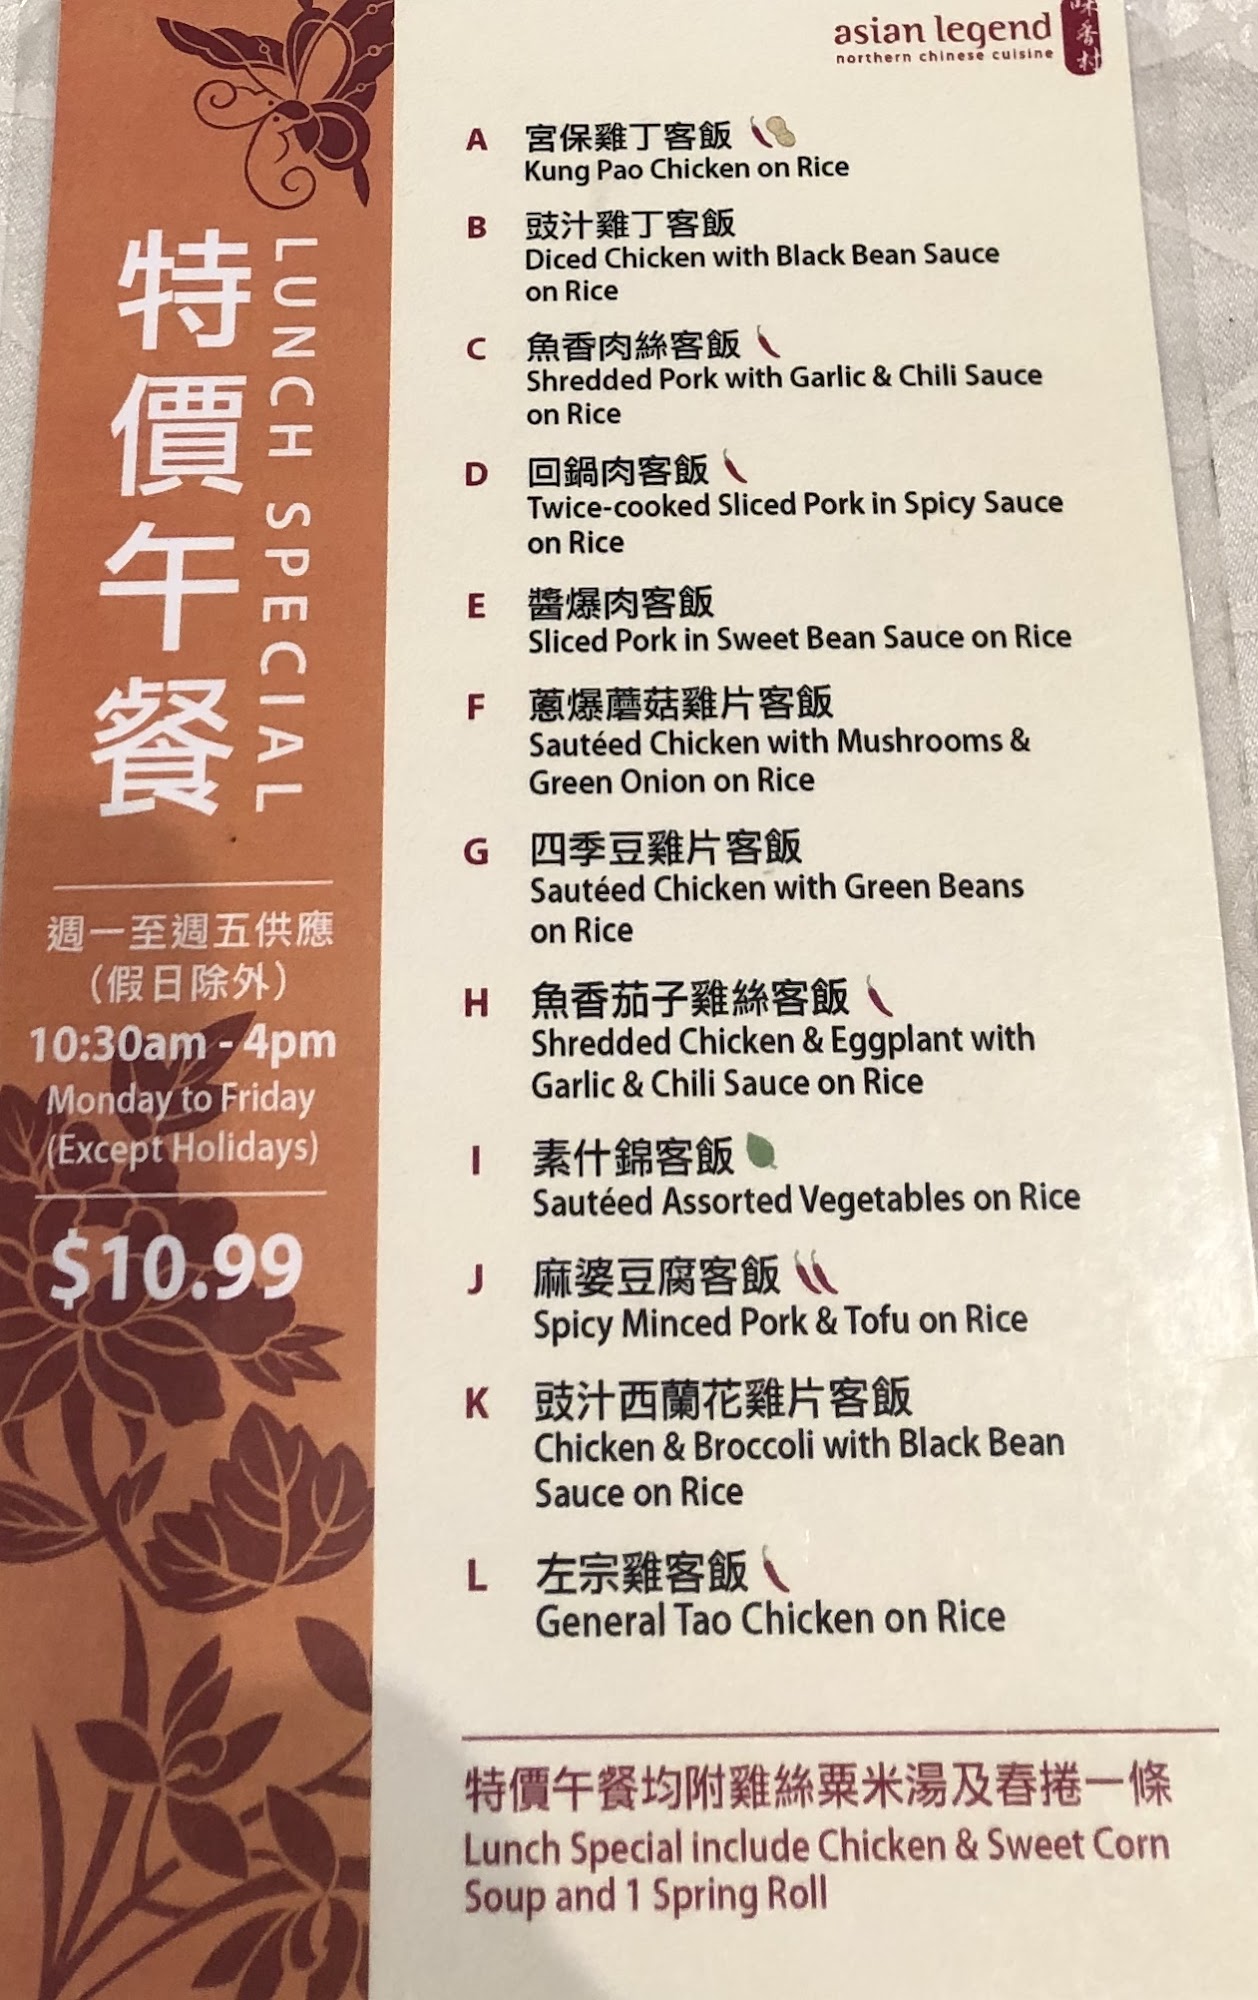 asian legend
northern chinese cuisine
味香村
特價午餐
LUNCH SPECIAL
週一至週五供應
(假日除外)
10:30am - 4pm
Monday to Friday
(Except Holidays)
$10.99
A 宮保雞丁客飯
Kung Pao Chicken on Rice
B 豉汁雞丁客飯
Diced Chicken with Black Bean Sauce
on Rice
C 魚香肉絲客飯
Shredded Pork with Garlic & Chili Sauce
on Rice
D 回鍋肉客飯
Twice-cooked Sliced Pork in Spicy Sauce
on Rice
E 醬爆肉客飯
Sliced Pork in Sweet Bean Sauce on Rice
F 蔥爆蘑菇雞片客飯
Sautéed Chicken with Mushrooms &
Green Onion on Rice
G 四季豆雞片客飯
Sautéed Chicken with Green Beans
on Rice
H 魚香茄子雞絲客飯
Shredded Chicken & Eggplant with
Garlic & Chili Sauce on Rice
I 素什錦客飯
Sautéed Assorted Vegetables on Rice
J 麻婆豆腐客飯
Spicy Minced Pork & Tofu on Rice
K 豉汁西蘭花雞片客飯
Chicken & Broccoli with Black Bean
Sauce on Rice
L 左宗雞客飯
General Tao Chicken on Rice
特價午餐均附雞絲粟米湯及春捲一條
Lunch Special include Chicken & Sweet Corn
Soup and 1 Spring Roll